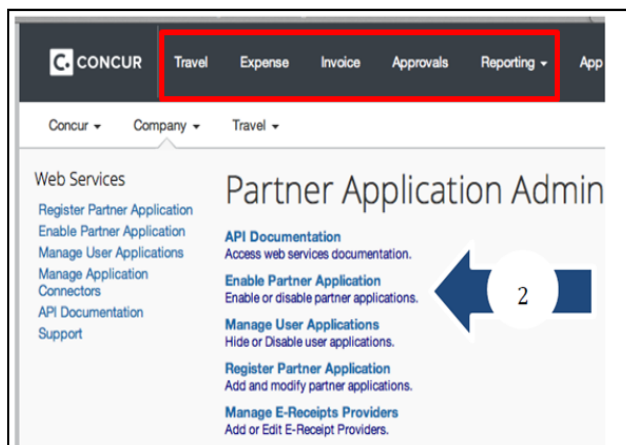 CONCUR Travel Expense Invoice Approvals Reporting App
Concur Company Travel
Web Services
Register Partner Application
Enable Partner Application
Manage User Applications
Manage Application
Connectors
API Documentation
Support
Partner Application Admin
API Documentation
Access web services documentation.
Enable Partner Application
Enable or disable partner applications.
Manage User Applications
Hide or Disable user applications.
Register Partner Application
Add and modify partner applications.
Manage E-Receipts Providers
Add or Edit E-Receipt Providers.
2